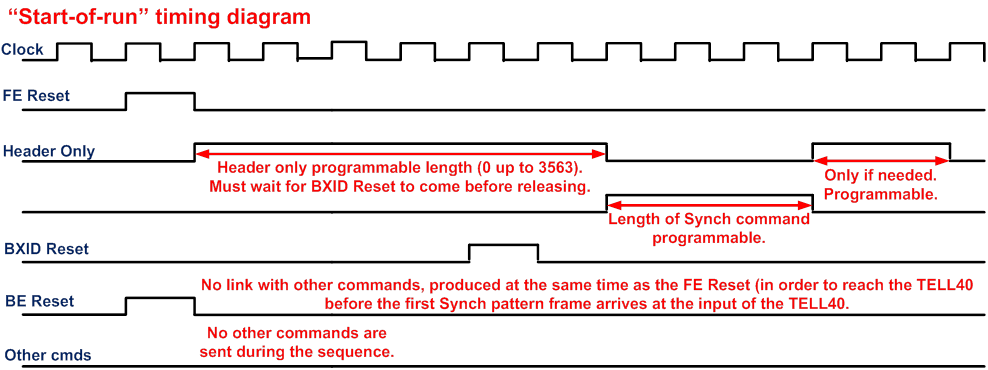 “Start-of-run” timing diagram
Clock
FE Reset
Header Only
Header only programmable length (0 up to 3563).
Must wait for BXID Reset to come before releasing.
Only if needed.
Programmable.
Length of Synch command
programmable.
BXID Reset
No link with other commands, produced at the same time as the FE Reset (in order to reach the TELL40
before the first Synch pattern frame arrives at the input of the TELL40.
BE Reset
No other commands are
sent during the sequence.
Other cmds